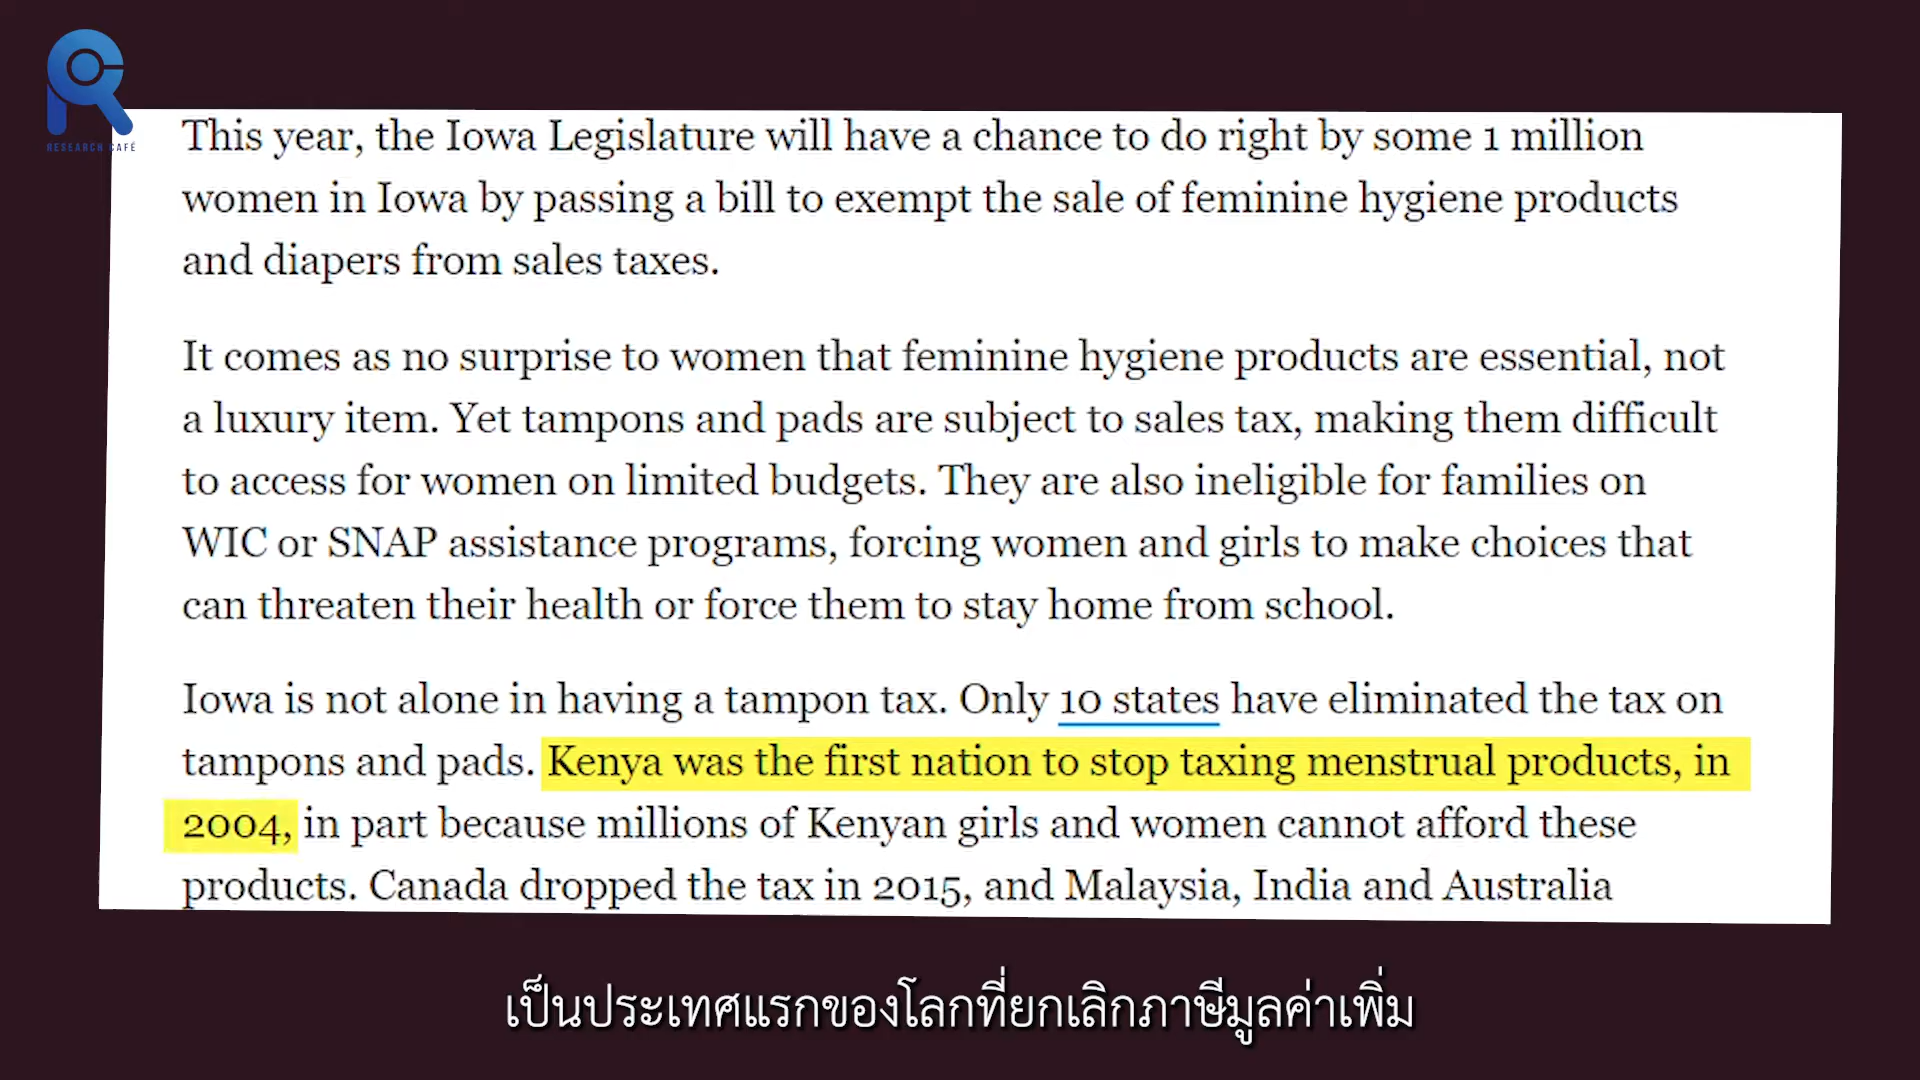 RESEARCH CAFÉ
This year, the Iowa Legislature will have a chance to do right by some 1 million
women in Iowa by passing a bill to exempt the sale of feminine hygiene products
and diapers from sales taxes.
It comes as no surprise to women that feminine hygiene products are essential, not
a luxury item. Yet tampons and pads are subject to sales tax, making them difficult
to access for women on limited budgets. They are also ineligible for families on
WIC or SNAP assistance programs, forcing women and girls to make choices that
can threaten their health or force them to stay home from school.
Iowa is not alone in having a tampon tax. Only 10 states have eliminated the tax on
tampons and pads. Kenya was the first nation to stop taxing menstrual products, in
2004, in part because millions of Kenyan girls and women cannot afford these
products. Canada dropped the tax in 2015, and Malaysia, India and Australia
เป็นประเทศแรกของโลกที่ยกเลิกภาษีมูลค่าเพิ่ม